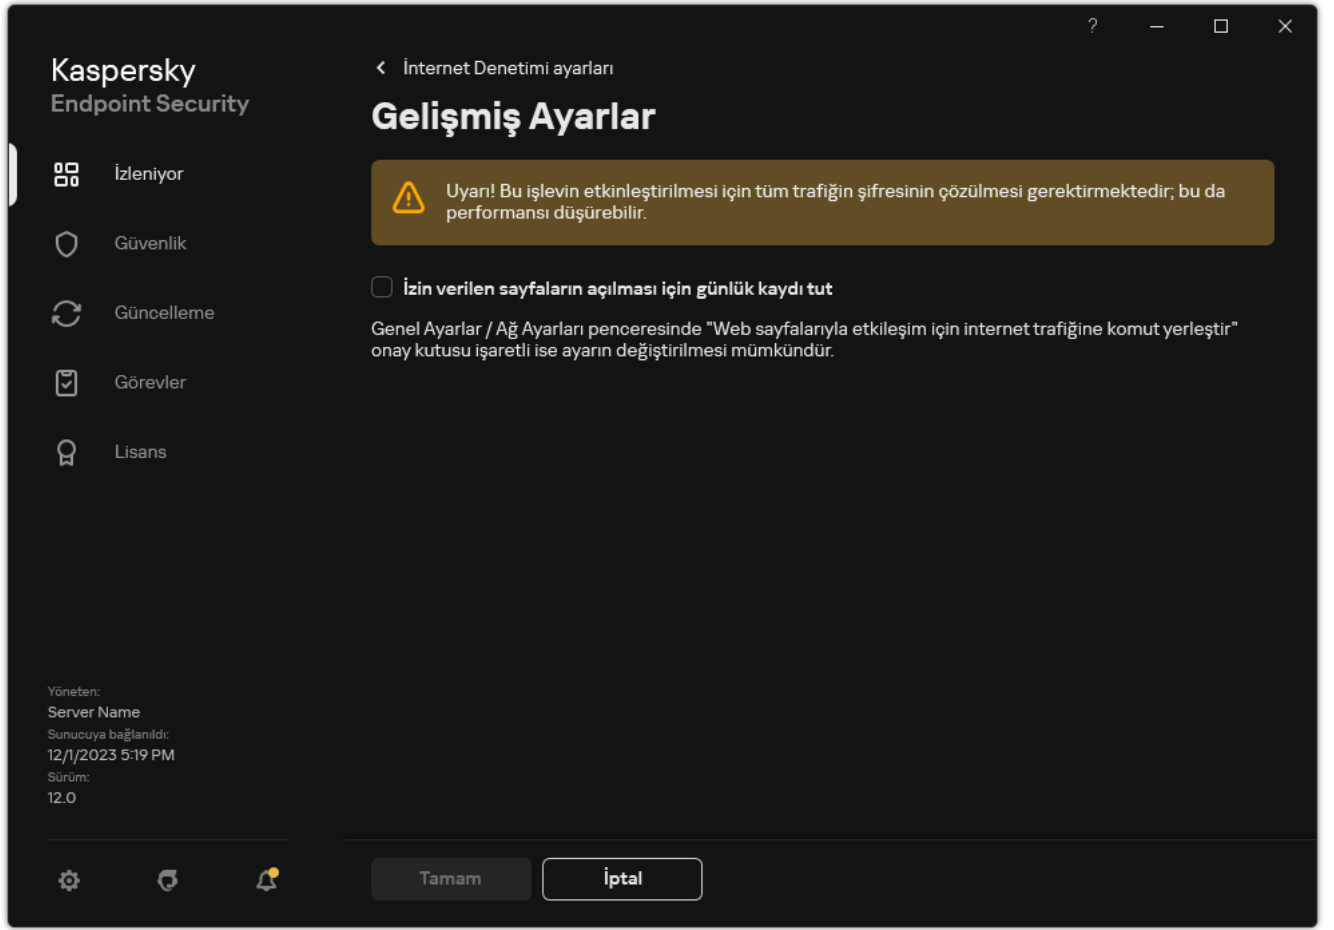 ?
Kaspersky
Endpoint Security
İzleniyor
Güvenlik
Güncelleme
Görevler
Lisans
Yöneten:
Server Name
Sunucuya bağlanıldı:
12/1/2023 5:19 PM
Sürüm:
12.0
İnternet Denetimi ayarları
Gelişmiş Ayarlar
Uyarı! Bu işlevin etkinleştirilmesi için tüm trafiğin şifresinin çözülmesi gerektirmektedir; bu da
performansı düşürebilir.
İzin verilen sayfaların açılması için günlük kaydı tut
Genel Ayarlar / Ağ Ayarları penceresinde "Web sayfalarıyla etkileşim için internet trafiğine komut yerleştir"
onay kutusu işaretli ise ayarın değiştirilmesi mümkündür.
Tamam
İptal